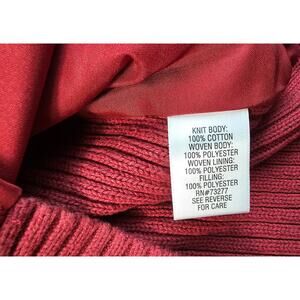 KNIT BODY:
100% COTTON
WOVEN BODY:
100% POLYESTER
WOVEN LINING:
100% POLYESTER
FILLING:
100% POLYESTER
RN#73277
SEE REVERSE
FOR CARE